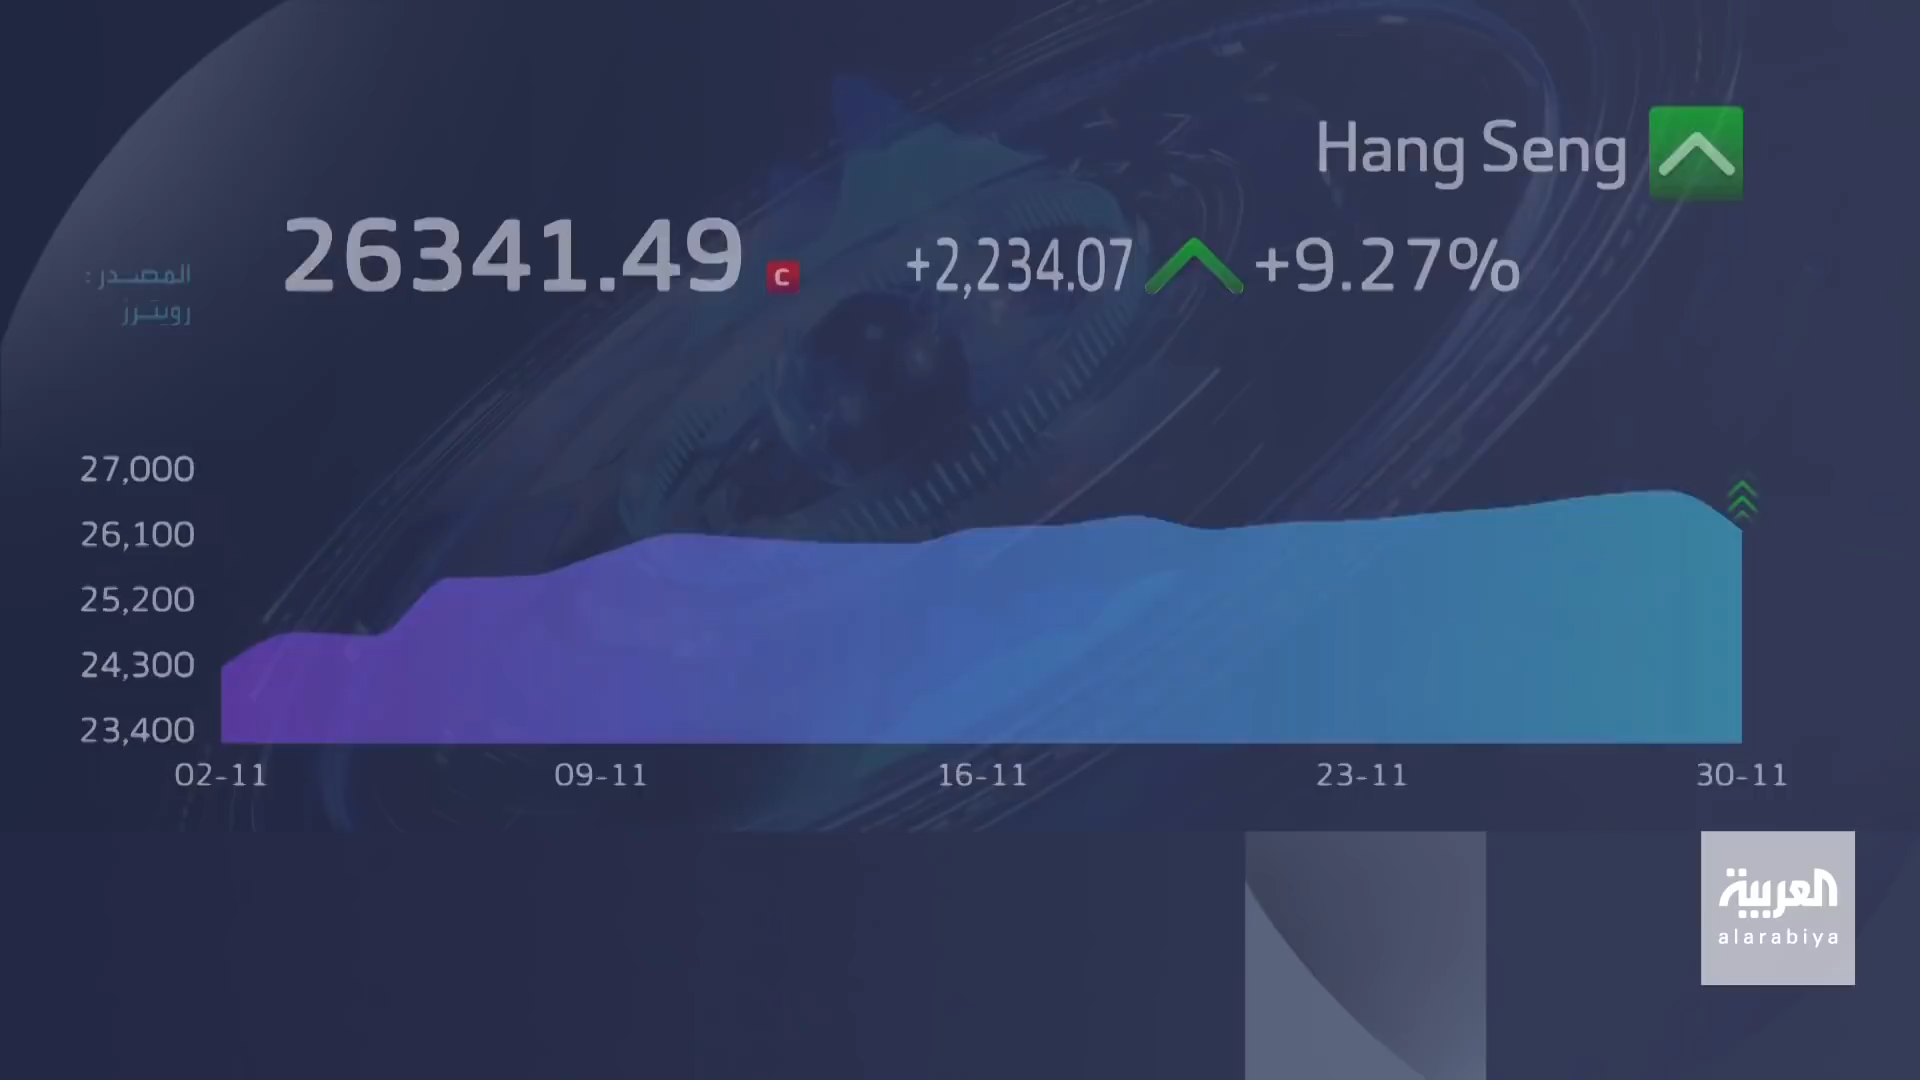 Hang Seng
26341.49 c +2,234.07 +9.27%
المصدر :
رويترز
27,000
26,100
25,200
24,300
23,400
02-11 09-11 16-11 23-11 30-11
العربية
alarabiya